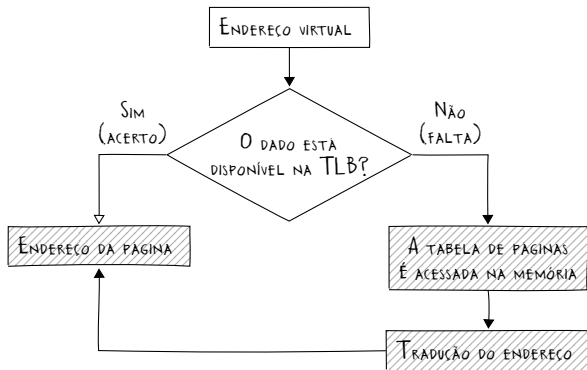 Endereço virtual
Sim
(acerto)
Não
(falta)
O dado está
disponível na TLB?
Endereço da página
A tabela de páginas
é acessada na memória
Tradução do endereço